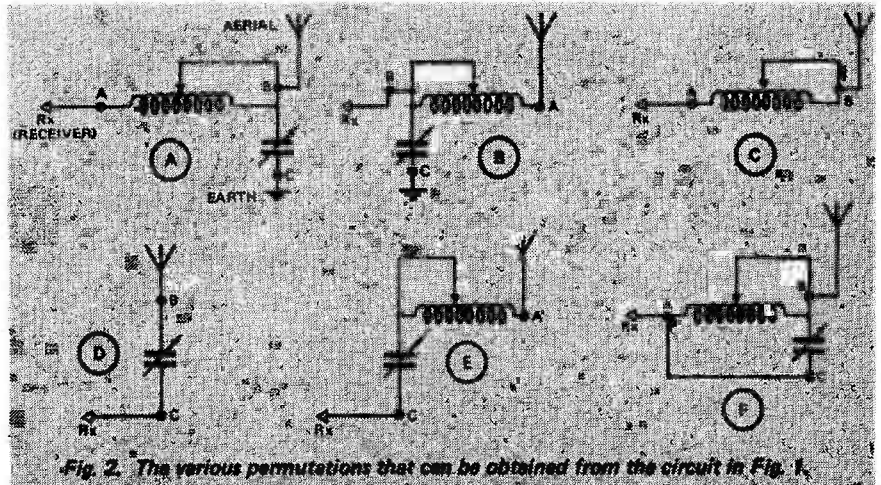 AERIAL
A
B
Rx
(RECEIVER)
A
C
EARTH
B
Rx
A
B
C
A
Rx
B
C
B
D
C
Rx
A
E
C
Rx
A
B
Rx
C
F
Fig. 2. The various permutations that can be obtained from the circuit in Fig. 1.